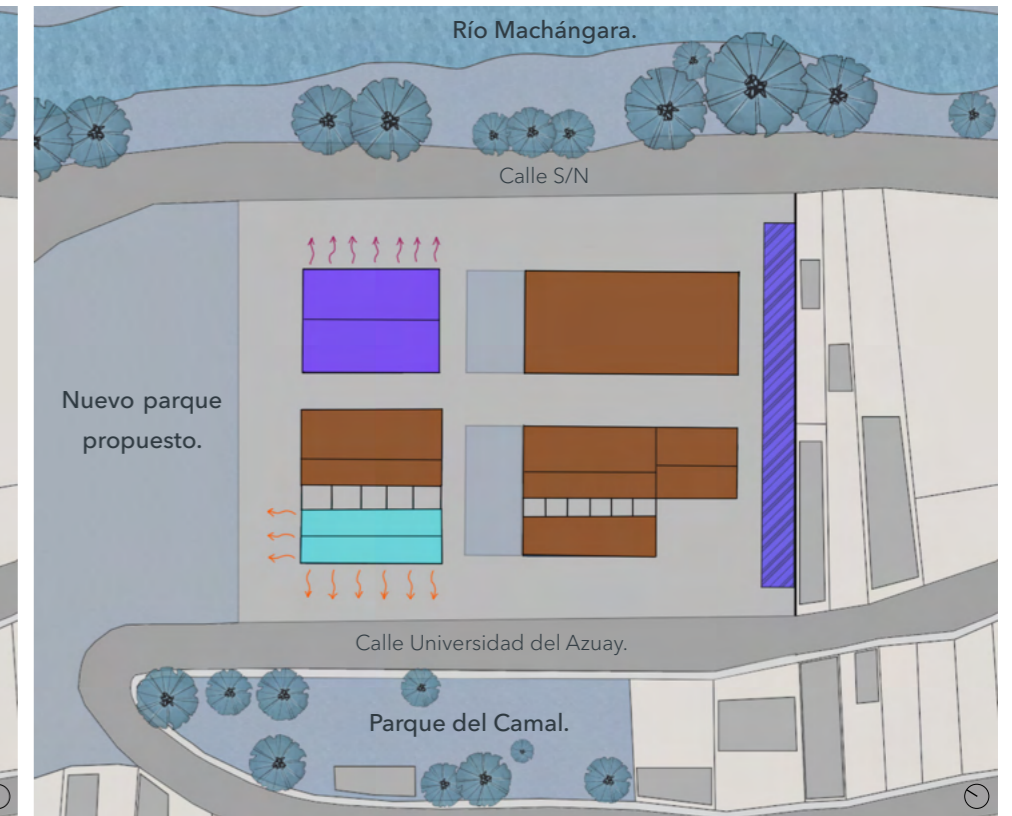 Río Machángara.
Calle S/N
Nuevo parque
propuesto.
Calle Universidad del Azuay.
Parque del Camal.